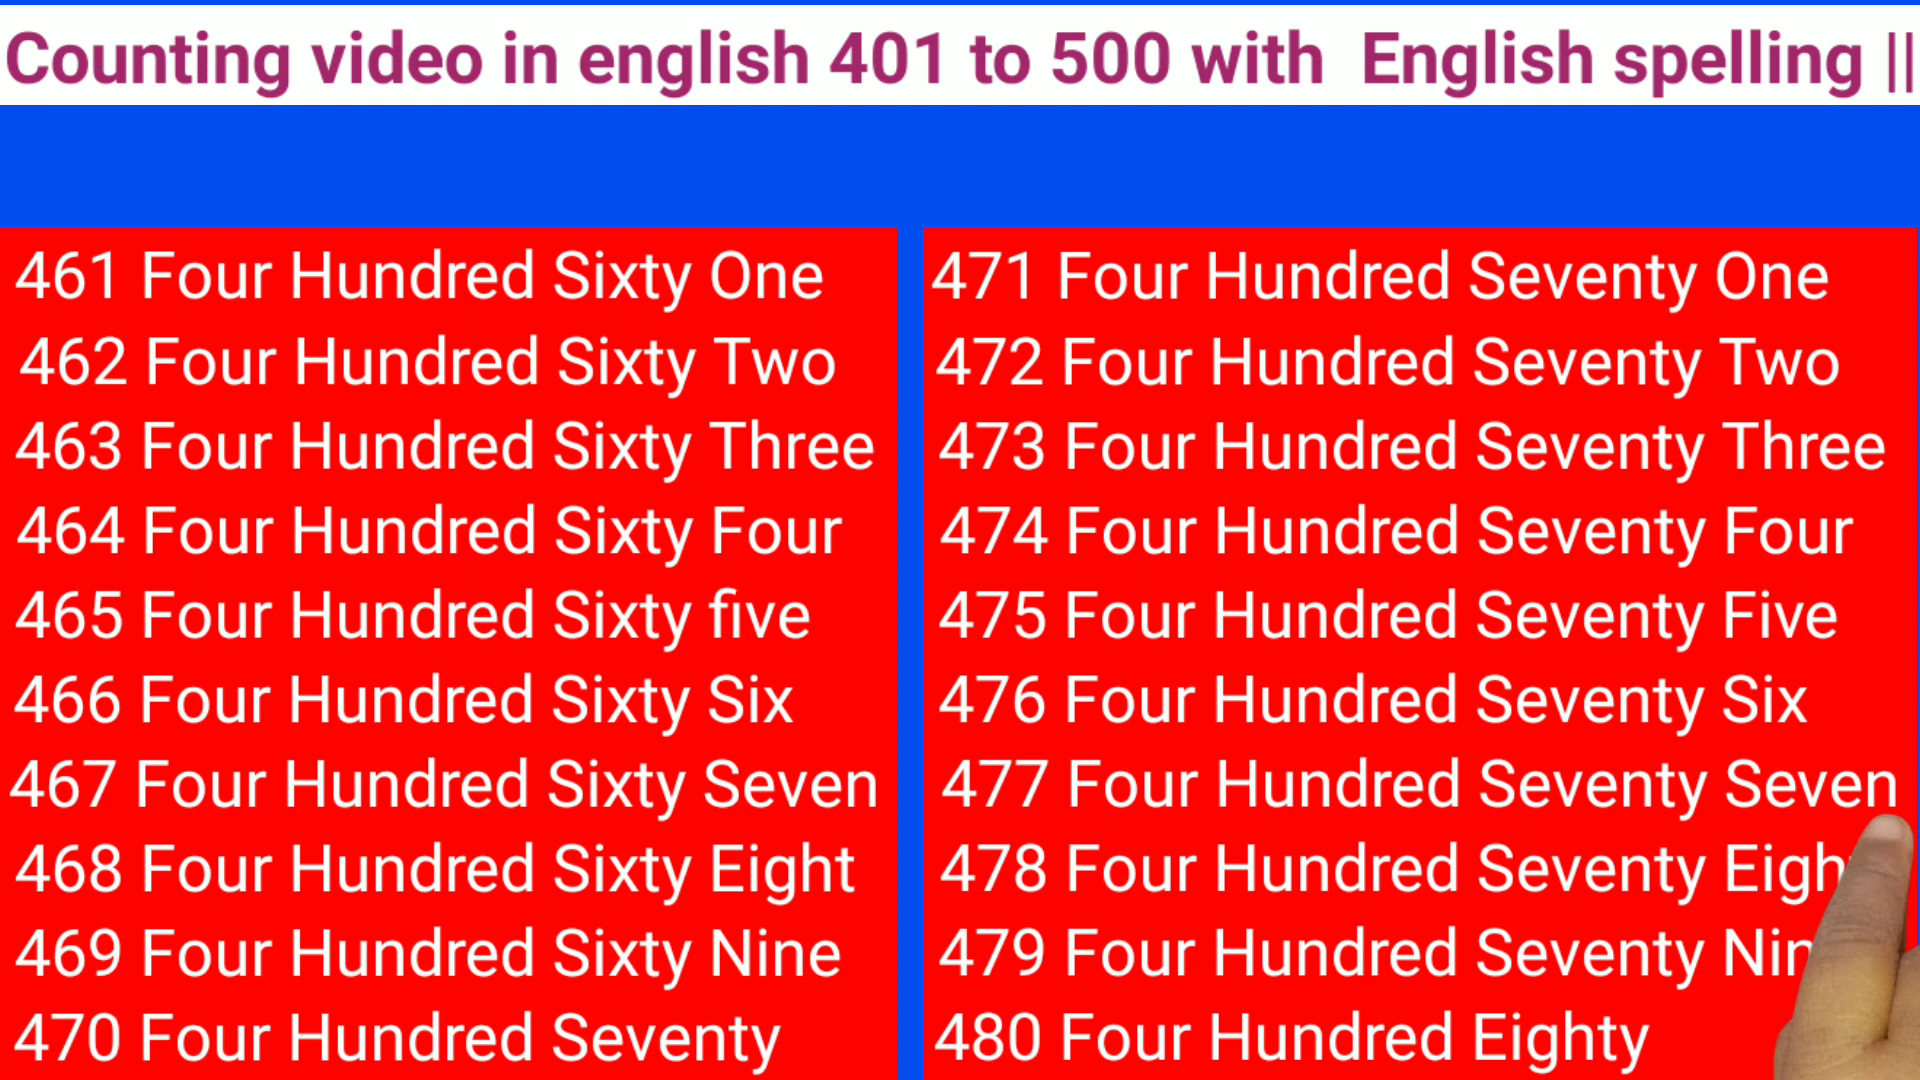 Counting video in english 401 to 500 with English spelling ||
461 Four Hundred Sixty One
462 Four Hundred Sixty Two
463 Four Hundred Sixty Three
464 Four Hundred Sixty Four
465 Four Hundred Sixty five
466 Four Hundred Sixty Six
467 Four Hundred Sixty Seven
468 Four Hundred Sixty Eight
469 Four Hundred Sixty Nine
470 Four Hundred Seventy
471 Four Hundred Seventy One
472 Four Hundred Seventy Two
473 Four Hundred Seventy Three
474 Four Hundred Seventy Four
475 Four Hundred Seventy Five
476 Four Hundred Seventy Six
477 Four Hundred Seventy Seven
478 Four Hundred Seventy
479 Four Hundred Seventy
480 Four Hundred Eighty